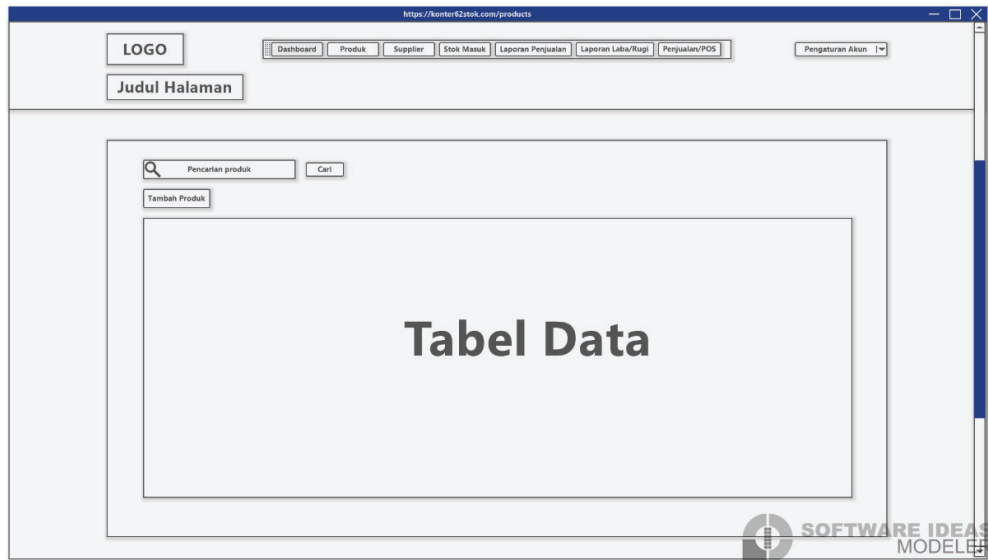 https://konter62stok.com/products
LOGO
Dashboard Produk Supplier Stok Masuk Laporan Penjualan Laporan Laba/Rugi Penjualan/POS
Pengaturan Akun
Judul Halaman
Pencarian produk
Cari
Tambah Produk
Tabel Data
SOFTWARE IDEAS
MODELER